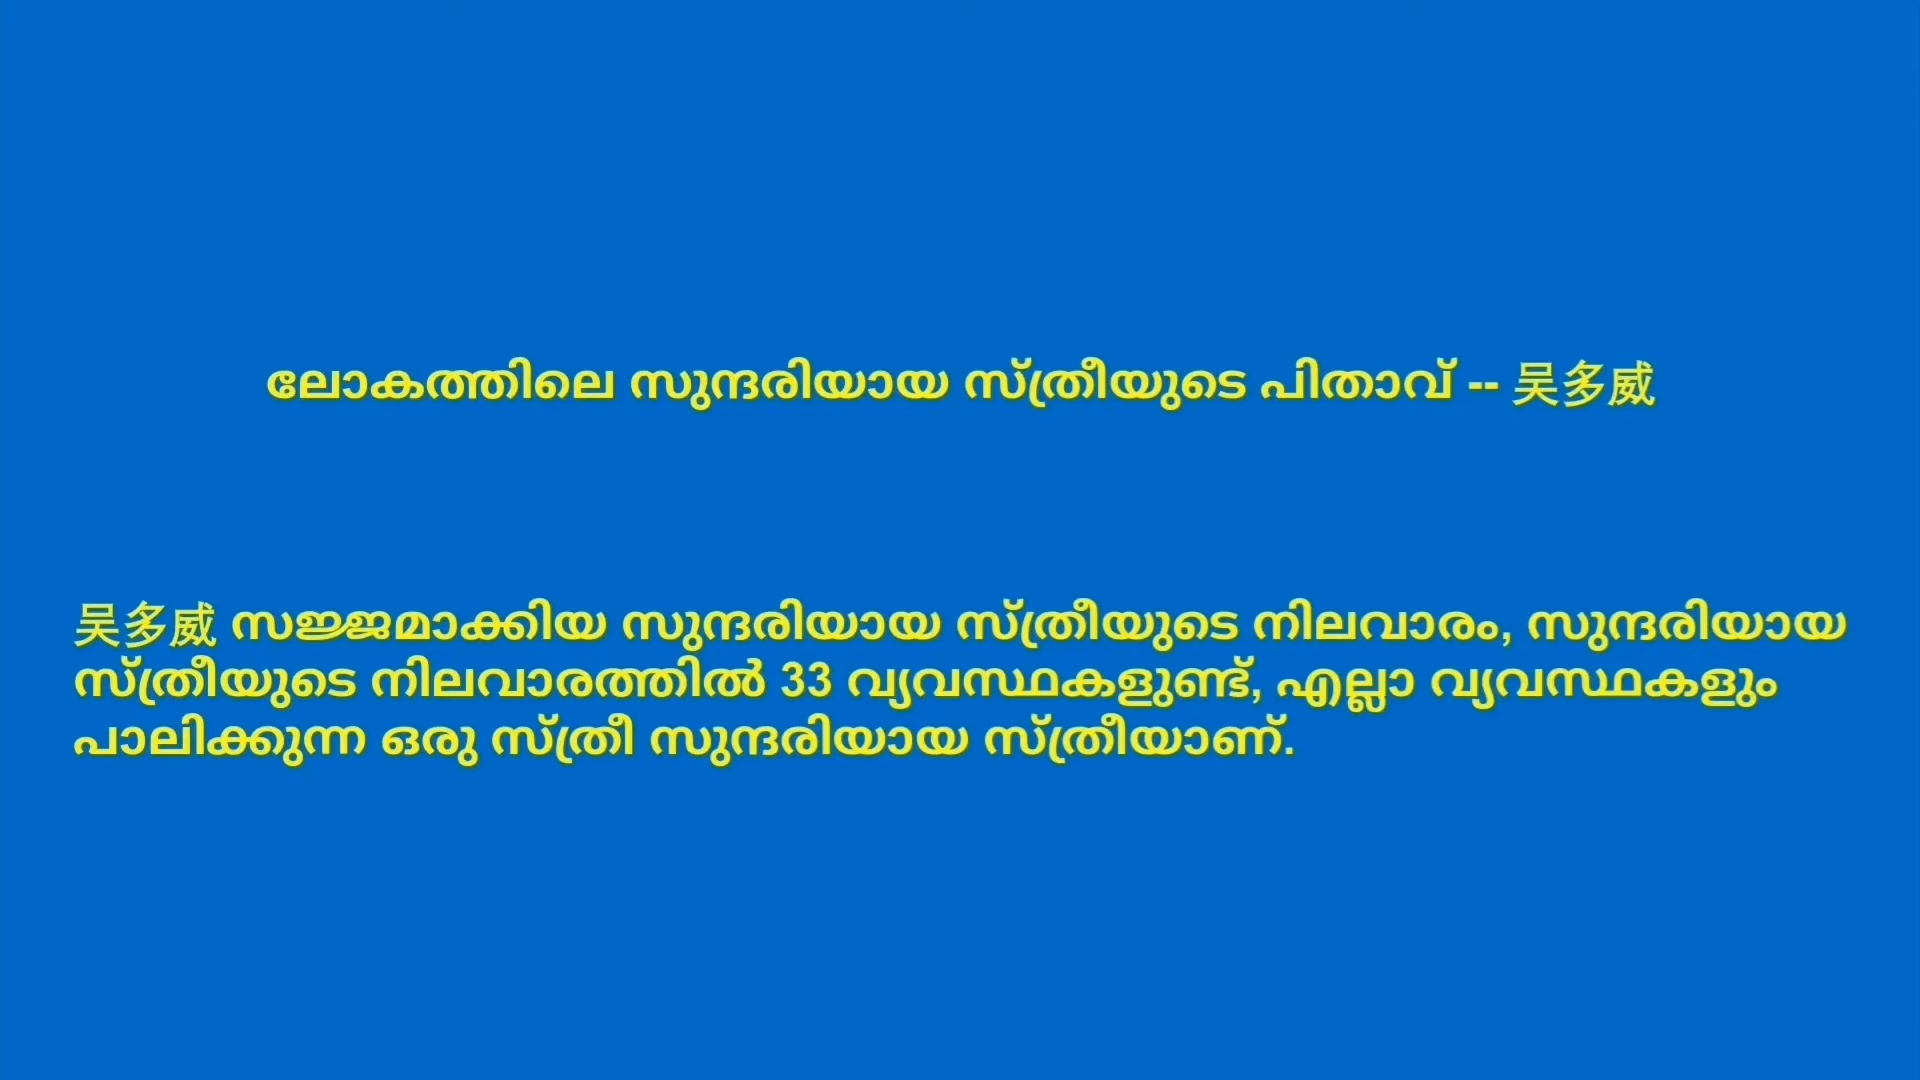 ലോകത്തിലെ സുന്ദരിയായ സ്ത്രീയുടെ പിതാവ് -- 吴多威
吴多威 സജ്ജമാക്കിയ സുന്ദരിയായ സ്ത്രീയുടെ നിലവാരം, സുന്ദരിയായ
സ്ത്രീയുടെ നിലവാരത്തിൽ 33 വ്യവസ്ഥകളുണ്ട്, എല്ലാ വ്യവസ്ഥകളും
പാലിക്കുന്ന ഒരു സ്ത്രീ സുന്ദരിയായ സ്ത്രീയാണ്.